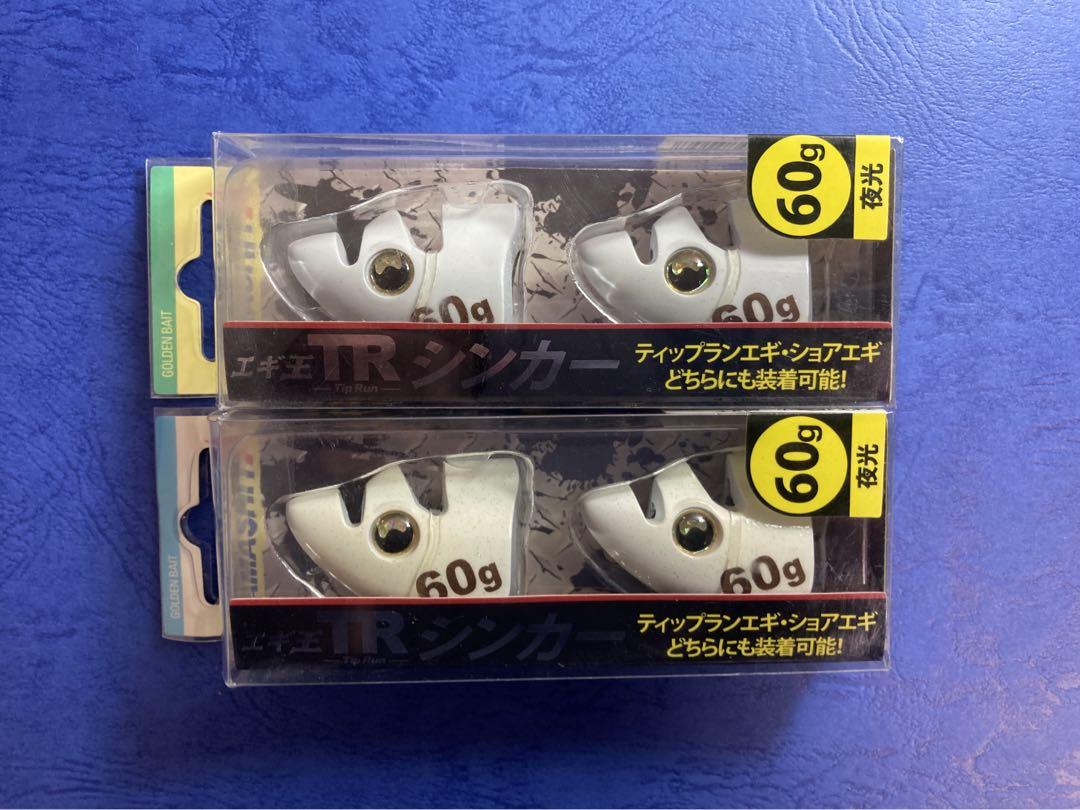 60g
夜光
GOLDEN BAIT
60g
60g
エギ王 TR シンカー
Tip Run
ティップランエギ・ショアエギ
どちらにも装着可能!
60g
夜光
GOLDEN BAIT
60g
60g
エギ王 TR シンカー
Tip Run
ティップランエギ・ショアエギ
どちらにも装着可能!